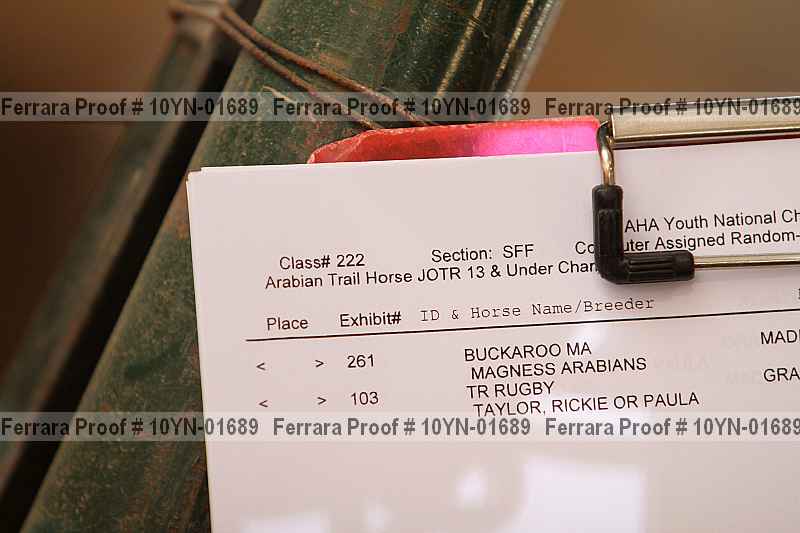 Ferrara Proof # 10YN-01689 Ferrara Proof # 10YN-01689 Ferrara Proof # 10YN-01689
AHA Youth National
Class# 222 Section: SFF Assigned Random-
Arabian Trail Horse JOTR 13 & Under
Place Exhibit# ID & Horse Name/Breeder
< > 261 BUCKAROO MA
MAGNESS ARABIANS
< > 103 TR RUGBY
TAYLOR, RICKIE OR PAULA
Ferrara Proof # 10YN-01689 Ferrara Proof # 10YN-01689 Ferrara Proof # 10YN-01689